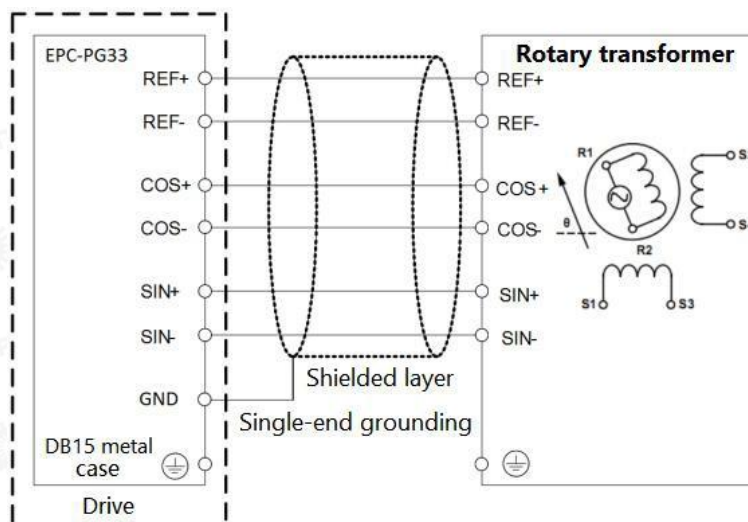 EPC-PG33
REF+
REF-
COS+
COS-
SIN+
SIN-
GND
DB15 metal
case
Drive
Shielded layer
Single-end grounding
Rotary transformer
REF+
REF-
COS+
COS-
SIN+
SIN-
R1
θ
R2
S1
S3